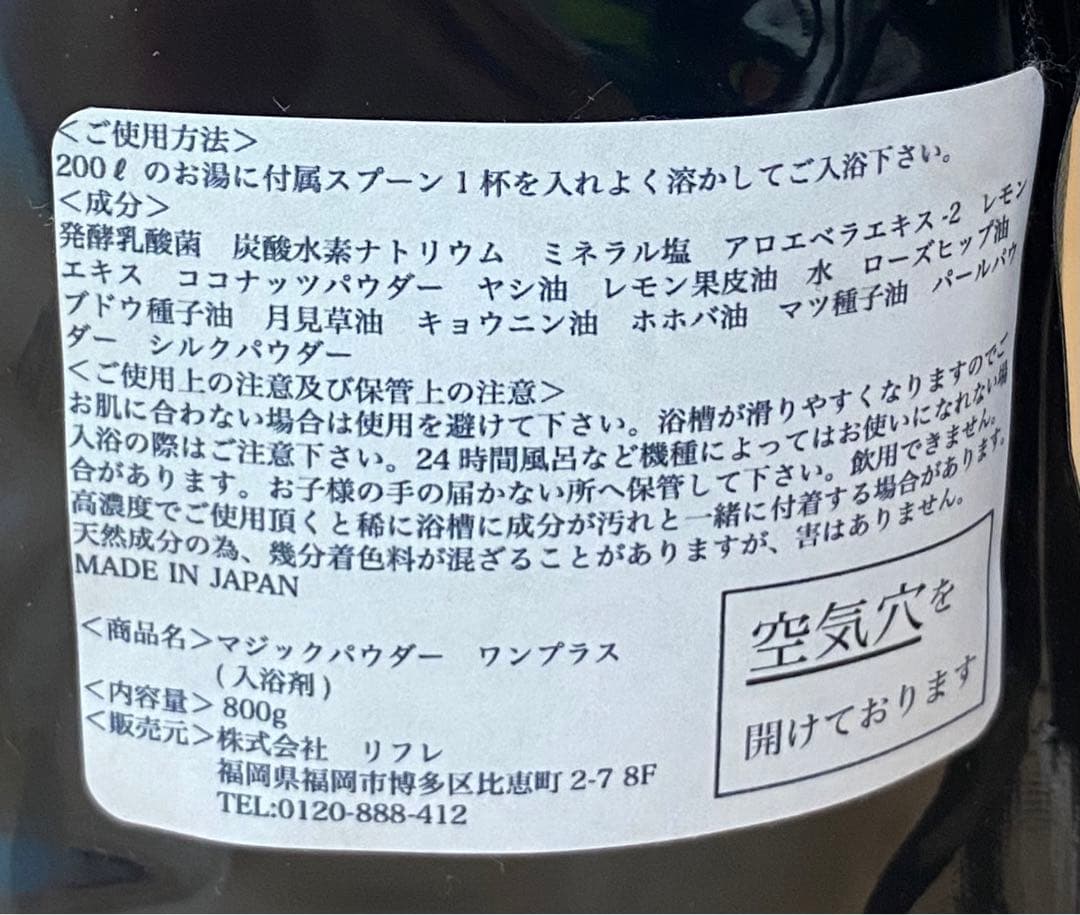 <ご使用方法>
200ℓ のお湯に付属スプーン 1 杯を入れよく溶かしてご入浴下さい。
<成分>
発酵乳酸菌　炭酸水素ナトリウム　ミネラル塩　アロエベラエキス-2　レモン
エキス　ココナッツパウダー　ヤシ油　レモン果皮油　水　ローズヒップ油
ブドウ種子油　月見草油　キョウニン油　ホホバ油　マツ種子油　パールパウ
ダー　シルクパウダー
<ご使用上の注意及び保管上の注意>
お肌に合わない場合は使用を避けて下さい。浴槽が滑りやすくなりますのでご
入浴の際はご注意下さい。24 時間風呂など機種によってはお使いになれない場
合があります。お子様の手の届かない所へ保管して下さい。飲用できません。
高濃度でご使用頂くと稀に浴槽に成分が汚れと一緒に付着する場合があります。
天然成分の為、幾分着色料が混ざることがありますが、害はありません。
MADE IN JAPAN
<商品名>マジックパウダー　ワンプラス
(入浴剤)
<内容量> 800g
<販売元>株式会社　リフレ
福岡県福岡市博多区比恵町 2-7 8F
TEL:0120-888-412
空気穴を
開けております